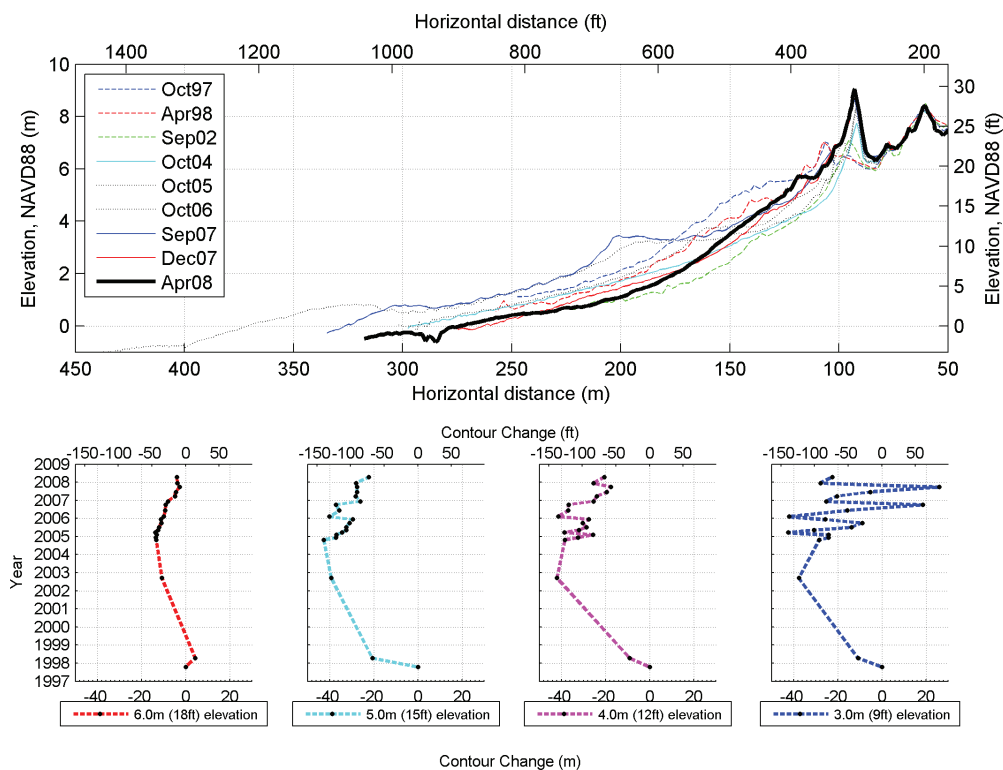 Horizontal distance (ft)
1400 1200 1000 800 600 400 200
10 8 6 4 2 0
Elevation, NAVD88 (m)
Oct97
Apr98
Sep02
Oct04
Oct05
Oct06
Sep07
Dec07
Apr08
30 25 20 15 10 5 0
Elevation, NAVD88 (ft)
450 400 350 300 250 200 150 100 50
Horizontal distance (m)
Contour Change (ft)
-150 -100 -50 0 50
-150 -100 -50 0 50
-150 -100 -50 0 50
-150 -100 -50 0 50
Year
2009
2008
2007
2006
2005
2004
2003
2002
2001
2000
1999
1998
1997
-40 -20 0 20
-40 -20 0 20
-40 -20 0 20
-40 -20 0 20
6.0m (18ft) elevation
5.0m (15ft) elevation
4.0m (12ft) elevation
3.0m (9ft) elevation
Contour Change (m)